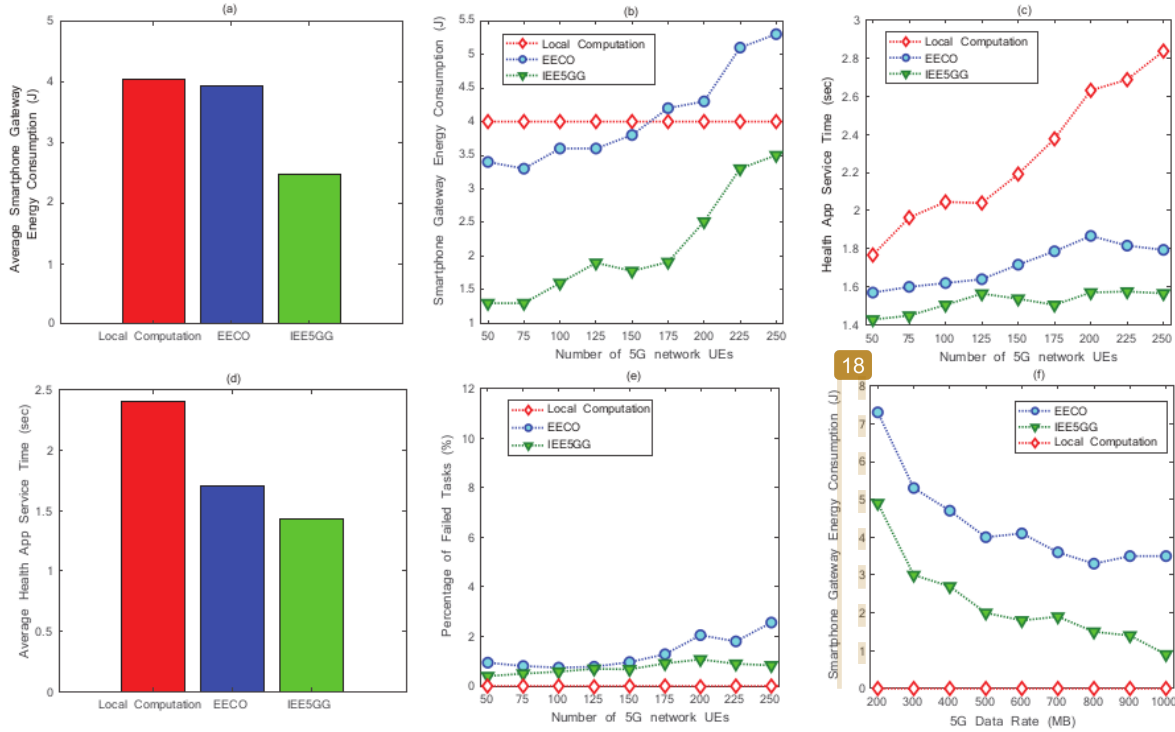 (a)
Average Smartphone Gateway
Energy Consumption (J)
5
4
3
2
1
0
Local Computation
EECO
IEE5GG
(b)
Smartphone Gateway Energy Consumption (J)
5.5
5
4.5
4
3.5
3
2.5
2
1.5
1
Local Computation
EECO
IEE5GG
50 75 100 125 150 175 200 225 250
Number of 5G network UEs
(c)
Health App Service Time (sec)
3
2.8
2.6
2.4
2.2
2
1.8
1.6
1.4
Local Computation
EECO
IEE5GG
50 75 100 125 150 175 200 225 250
Number of 5G network UEs
(d)
Average Health App Service Time (sec)
2.5
2
1.5
1
0.5
0
Local Computation
EECO
IEE5GG
(e)
Percentage of Failed Tasks (%)
12
10
8
6
4
2
0
Local Computation
EECO
IEE5GG
50 75 100 125 150 175 200 225 250
Number of 5G network UEs
18
(f)
Smartphone Gateway Energy Consumption (J)
8
7
6
5
4
3
2
1
0
EECO
IEE5GG
Local Computation
200 300 400 500 600 700 800 900 1000
5G Data Rate (MB)